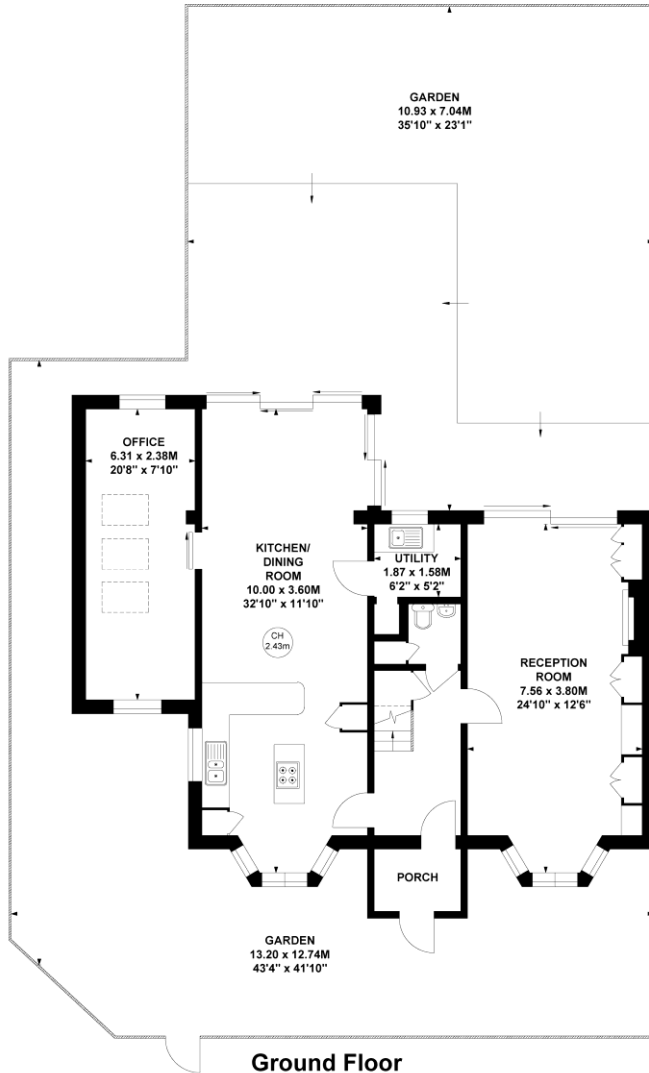 GARDEN
10.93 x 7.04M
35'10" x 23'1"
OFFICE
6.31 x 2.38M
20'8" x 7'10"
KITCHEN/
DINING
ROOM
10.00 x 3.60M
32'10" x 11'10"
CH
2.43m
UTILITY
1.87 x 1.58M
6'2" x 5'2"
RECEPTION
ROOM
7.56 x 3.80M
24'10" x 12'6"
PORCH
GARDEN
13.20 x 12.74M
43'4" x 41'10"
Ground Floor